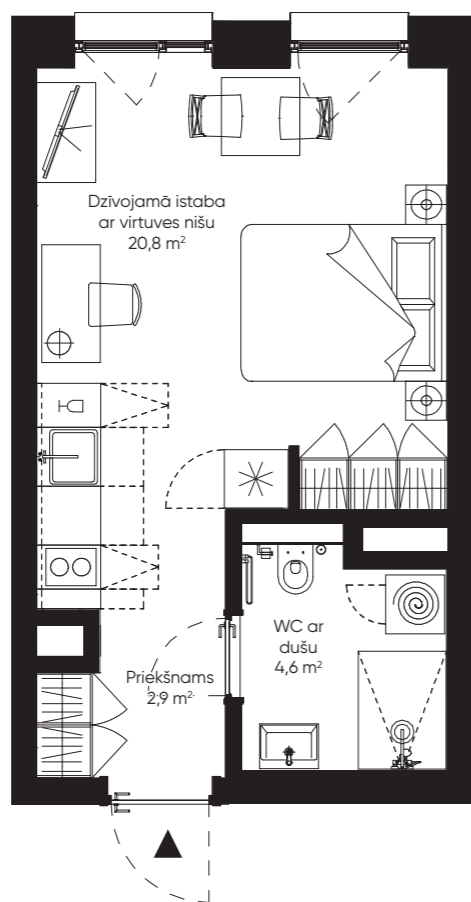 Dzīvojamā istaba
ar virtuves nišu
20,8 m²
WC ar
dušu
4,6 m²
Priekšnams
2,9 m²